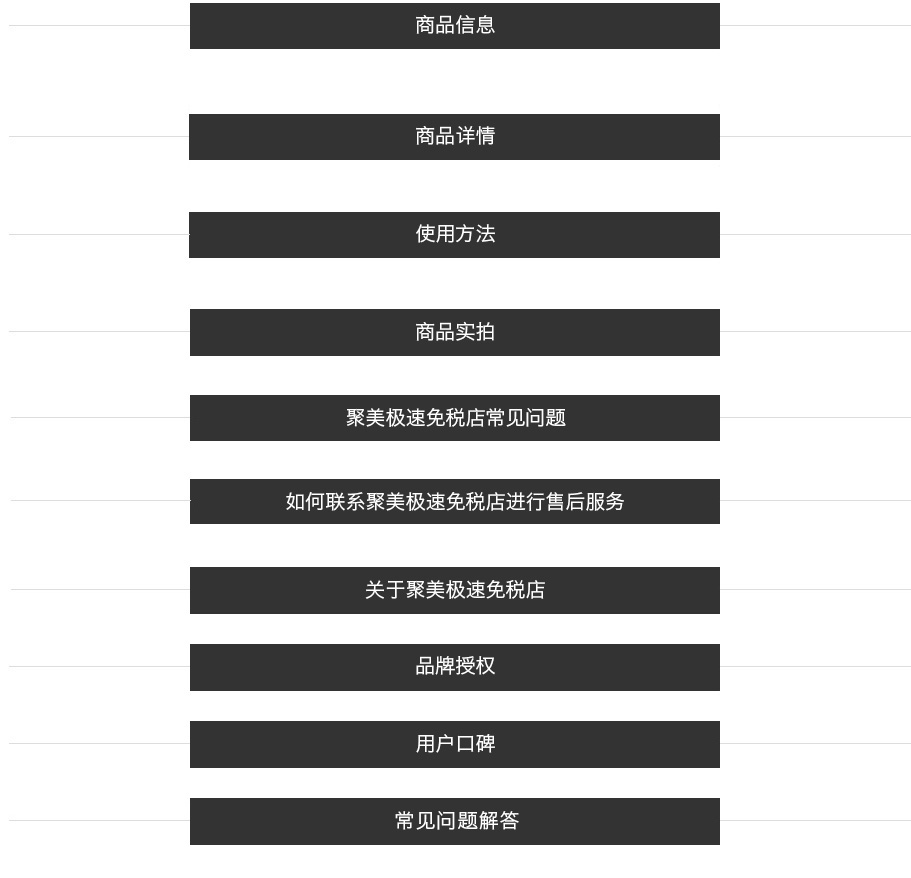 商品信息
商品详情
使用方法
商品实拍
聚美极速免税店常见问题
如何联系聚美极速免税店进行售后服务
关于聚美极速免税店
品牌授权
用户口碑
常见问题解答